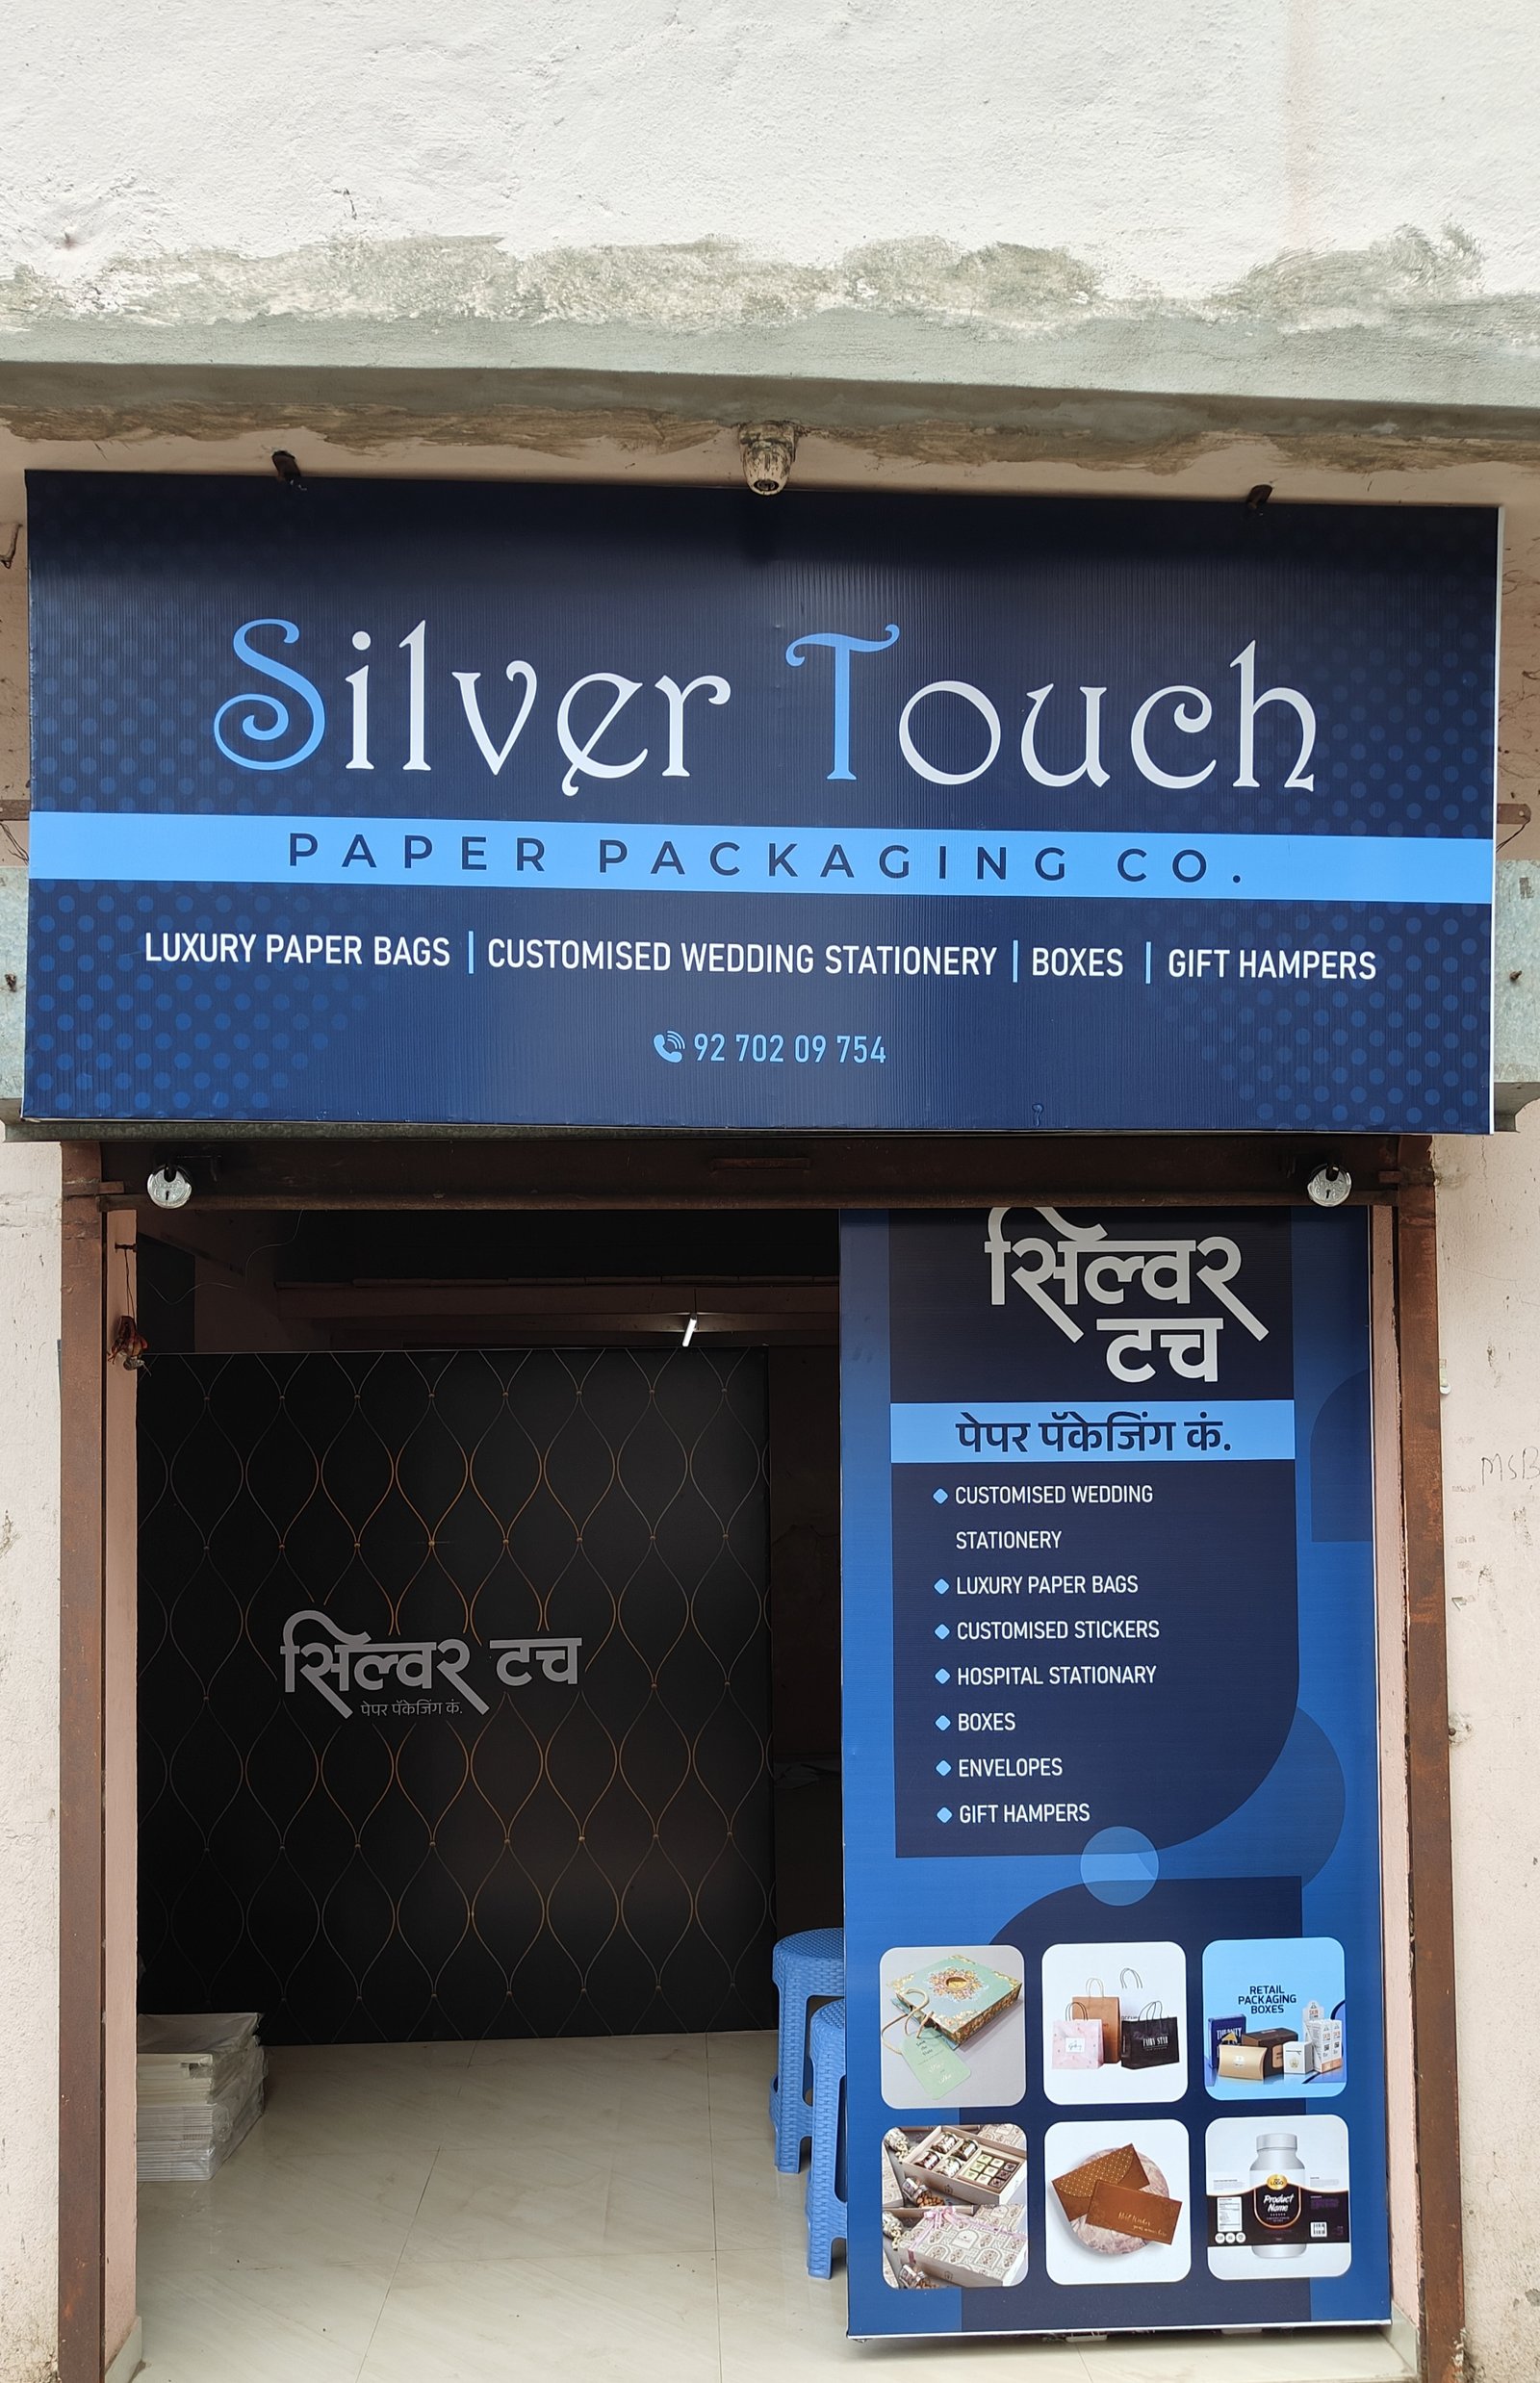 Silver Touch
PAPER PACKAGING CO.
LUXURY PAPER BAGS | CUSTOMISED WEDDING STATIONERY | BOXES | GIFT HAMPERS
92 702 09 754
सिल्वर
टच
पेपर पॅकेजिंग कं.
CUSTOMISED WEDDING
STATIONERY
LUXURY PAPER BAGS
CUSTOMISED STICKERS
HOSPITAL STATIONARY
BOXES
ENVELOPES
GIFT HAMPERS
सिल्वर टच
पेपर पॅकेजिंग कं.
RETAIL
PACKAGING
BOXES
Product
Name